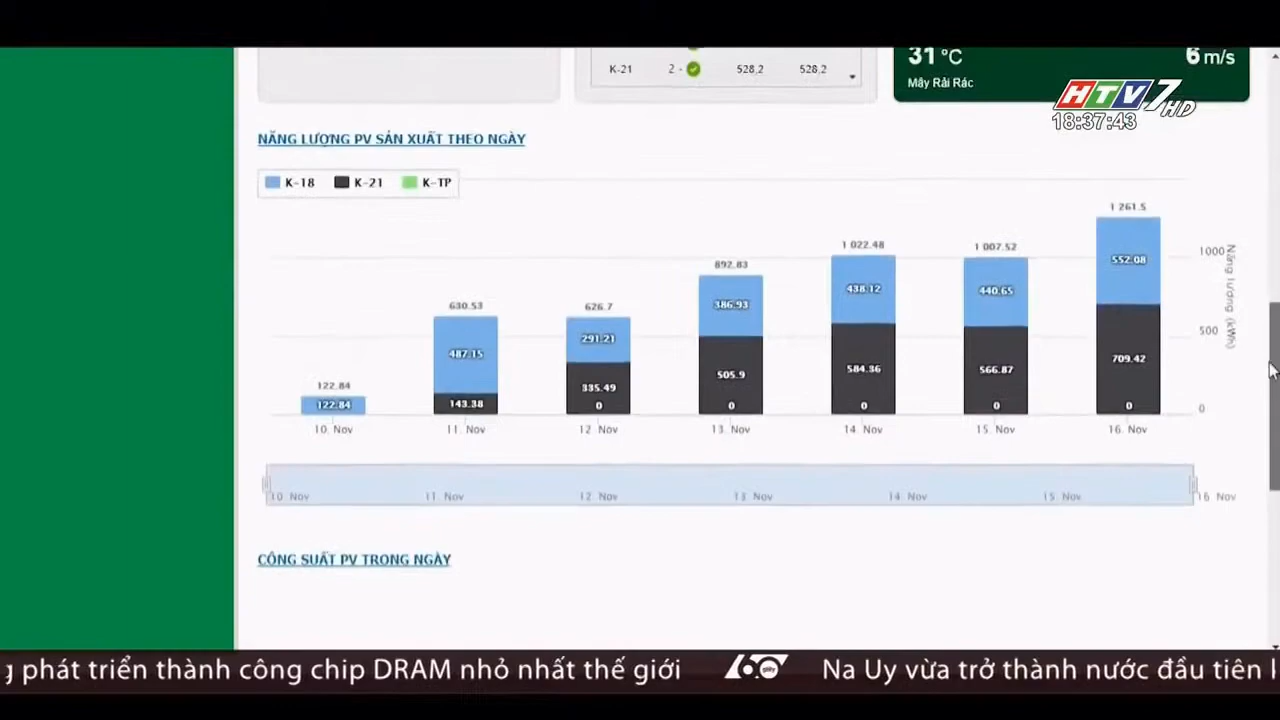 K-21 2 - 528,2 528,2
31 °C 6 m/s
Mây Rải Rác
HTV7 HD
18:37:43
NĂNG LƯỢNG PV SẢN XUẤT THEO NGÀY
K-18 K-21 K-TP
1 261.5
1 022.48 1 007.52
892.83
630.53 626.7
122.84
552.08
438.12 440.65
386.93
291.21
487.15
122.84
709.42
584.36 566.87
505.9
335.49
143.38
0 0 0 0 0
1000
500
0
Năng lượng (kWh)
10. Nov 11. Nov 12. Nov 13. Nov 14. Nov 15. Nov 16. Nov
10. Nov 11. Nov 12. Nov 13. Nov 14. Nov 15. Nov 16. Nov
CÔNG SUẤT PV TRONG NGÀY
g phát triển thành công chip DRAM nhỏ nhất thế giới 60 giây Na Uy vừa trở thành nước đầu tiên